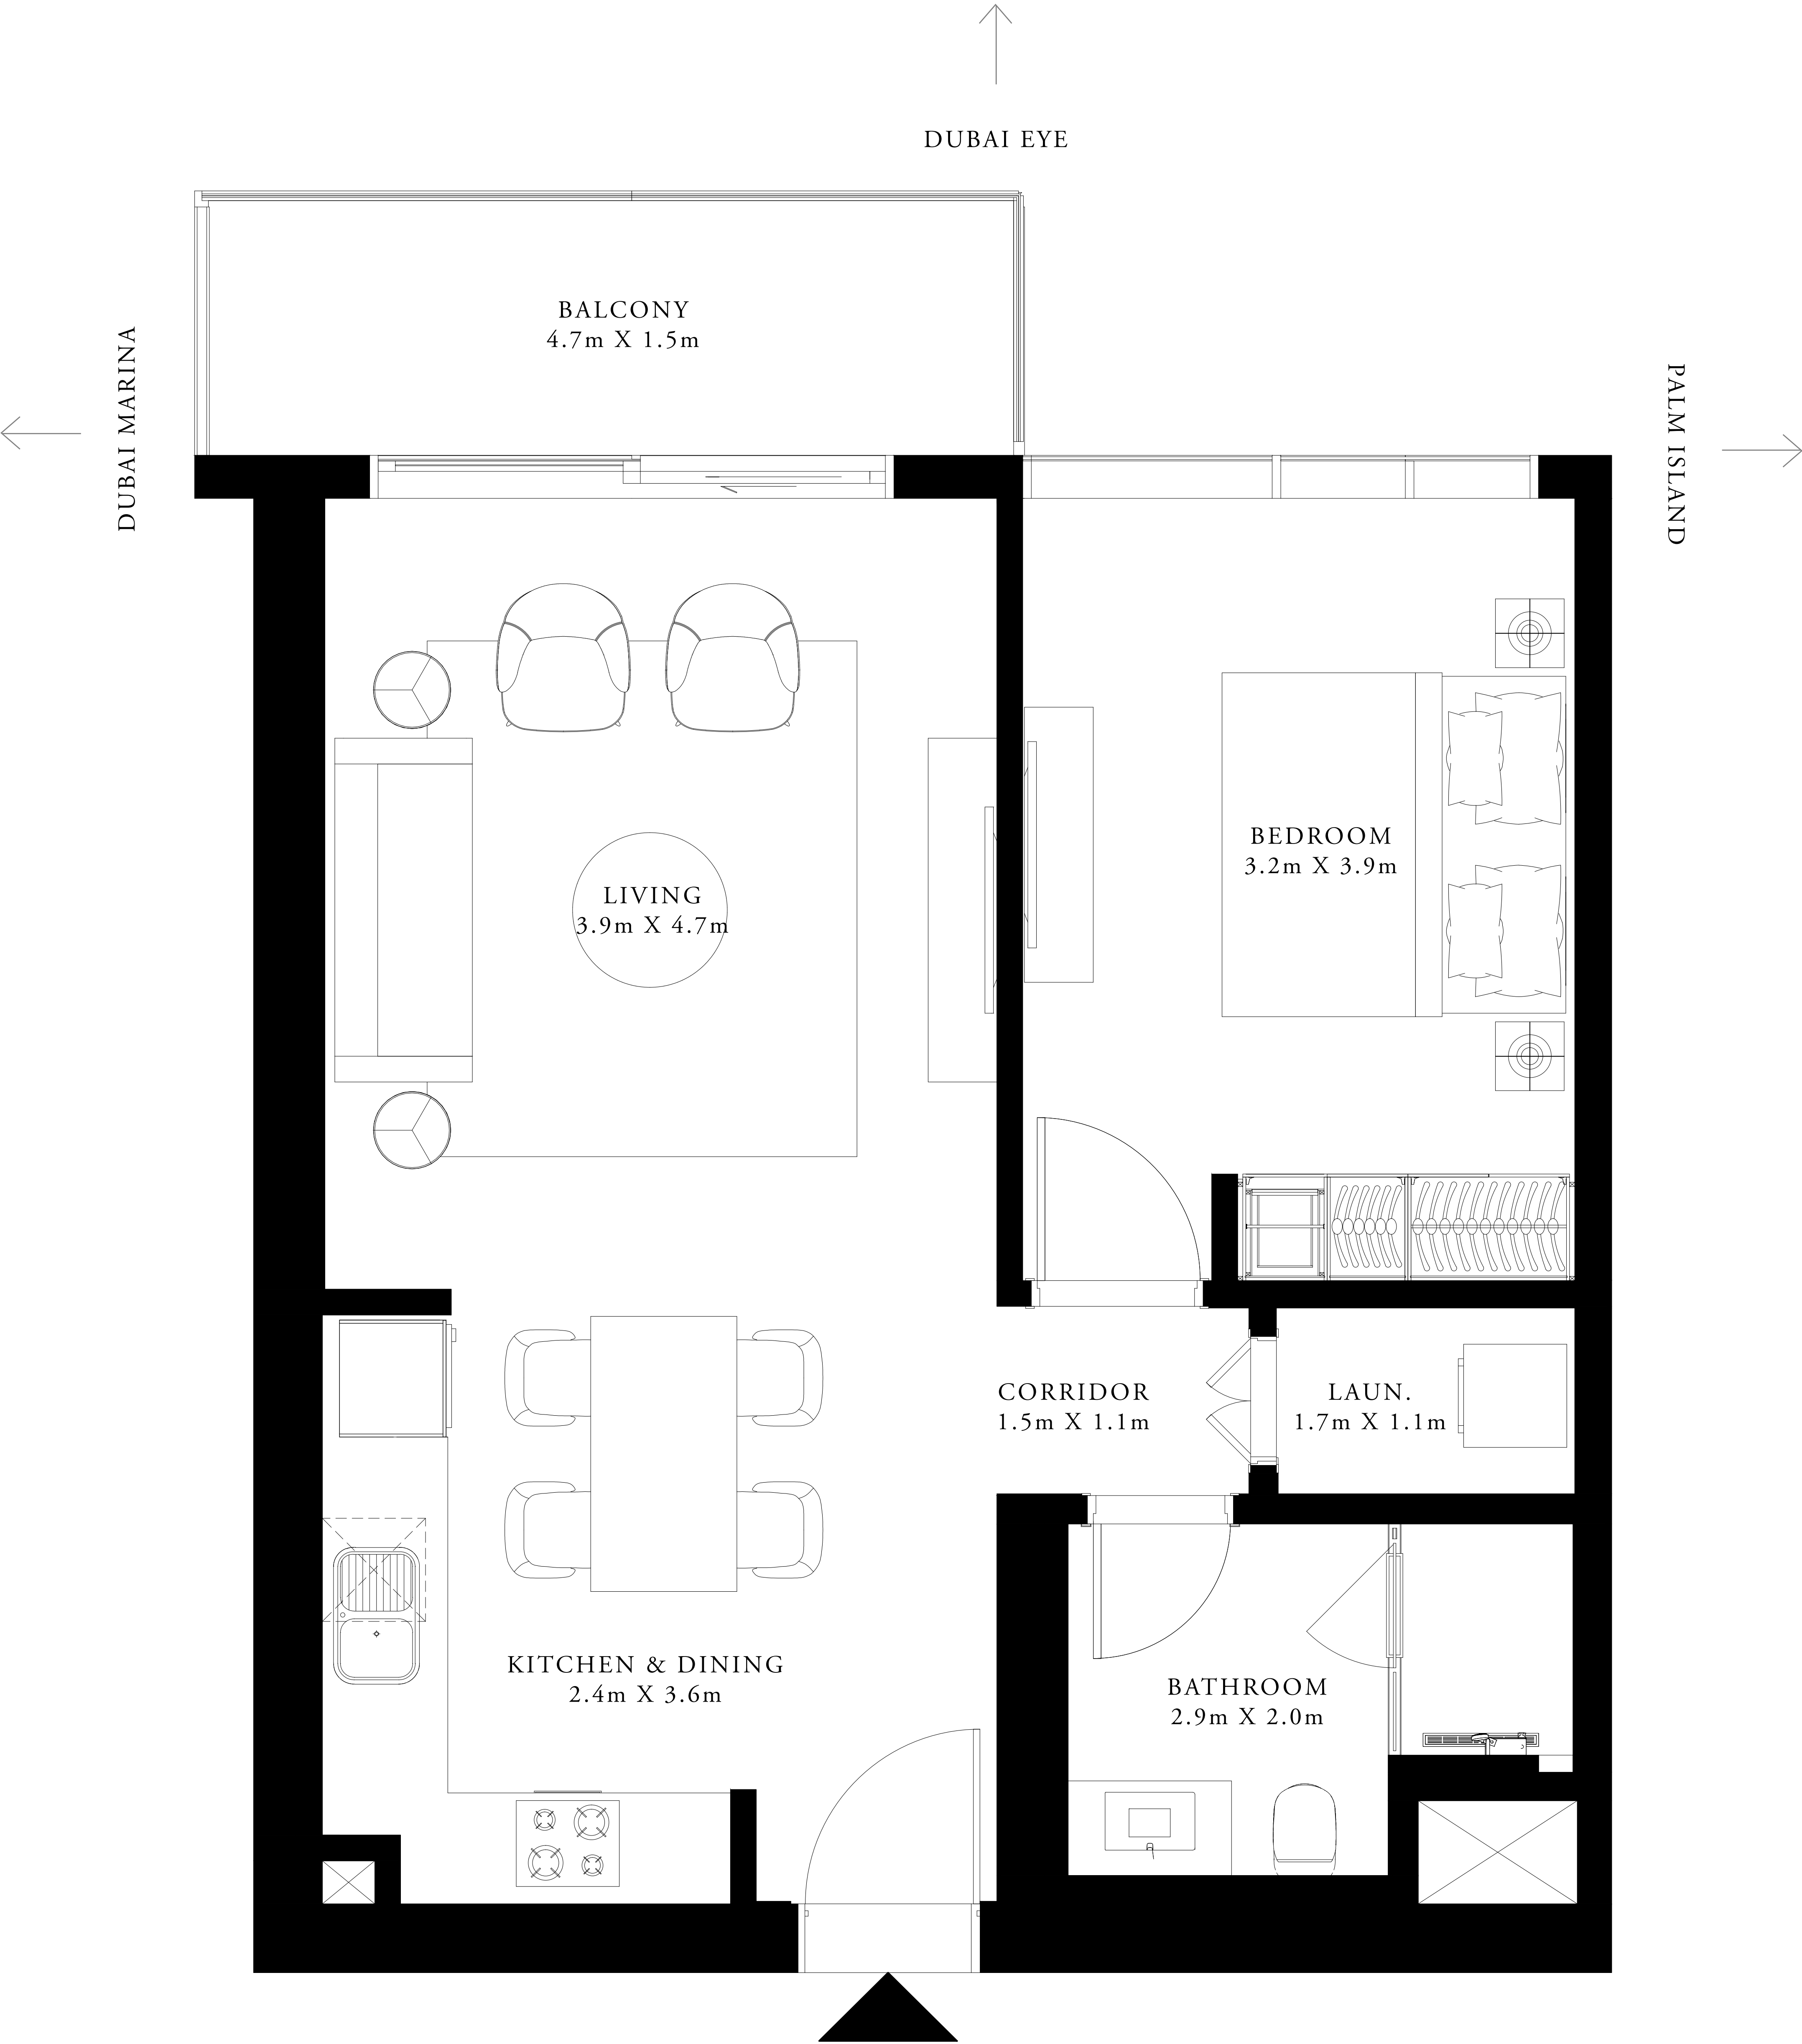 DUBAI EYE
BALCONY
4.7m X 1.5m
DUBAI MARINA
PALM ISLAND
BEDROOM
3.2m X 3.9m
LIVING
3.9m X 4.7m
CORRIDOR
1.5m X 1.1m
LAUN.
1.7m X 1.1m
KITCHEN & DINING
2.4m X 3.6m
BATHROOM
2.9m X 2.0m